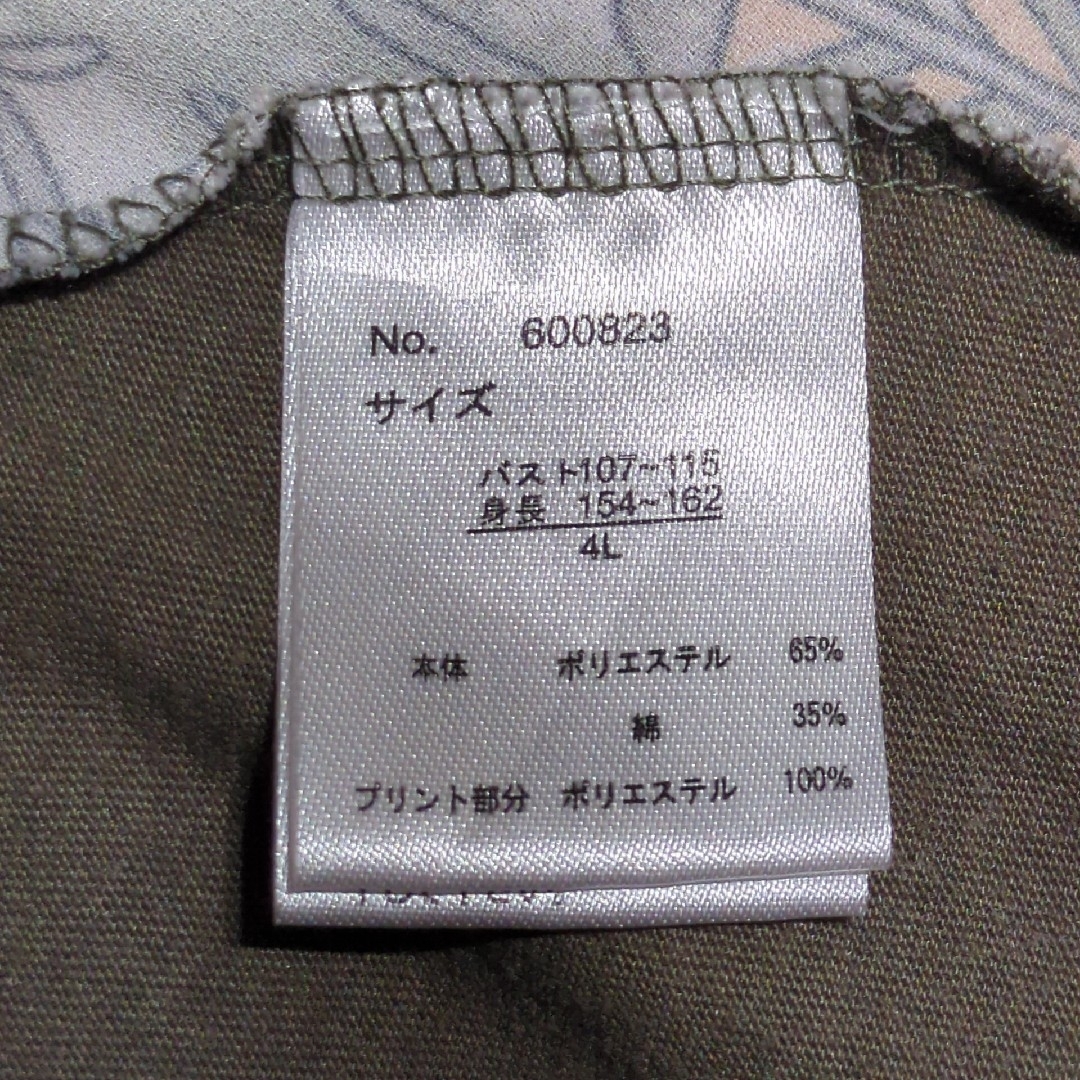 No. 600823
サイズ
バスト107~115
身長 154~162
4L
本体 ポリエステル 65%
綿 35%
プリント部分 ポリエステル 100%